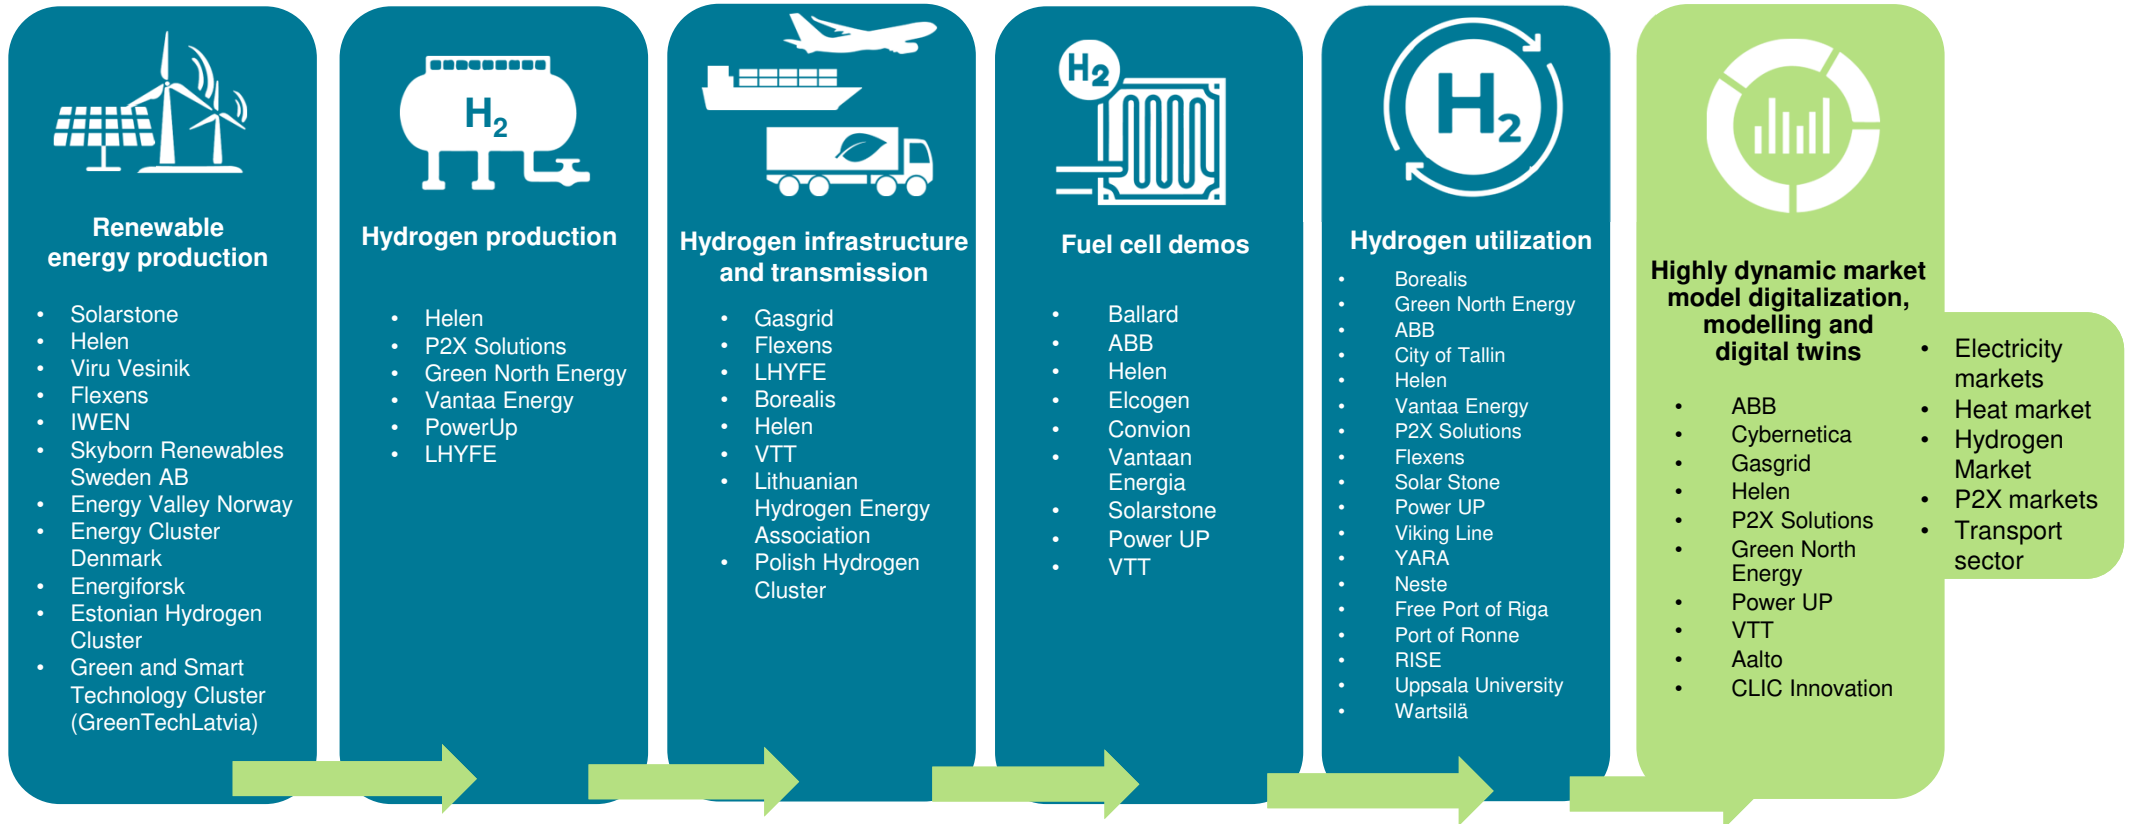 Renewable
energy production
• Solarstone
• Helen
• Viru Vesinik
• Flexens
• IWEN
• Skyborn Renewables
Sweden AB
• Energy Valley Norway
• Energy Cluster
Denmark
• Energiforsk
• Estonian Hydrogen
Cluster
• Green and Smart
Technology Cluster
(GreenTechLatvia)
H2
Hydrogen production
• Helen
• P2X Solutions
• Green North Energy
• Vantaa Energy
• PowerUp
• LHYFE
Hydrogen infrastructure
and transmission
• Gasgrid
• Flexens
• LHYFE
• Borealis
• Helen
• VTT
• Lithuanian
Hydrogen Energy
Association
• Polish Hydrogen
Cluster
H2
Fuel cell demos
• Ballard
• ABB
• Helen
• Elcogen
• Convion
• Vantaan
Energia
• Solarstone
• Power UP
• VTT
H2
Hydrogen utilization
• Borealis
• Green North Energy
• ABB
• City of Tallin
• Helen
• Vantaa Energy
• P2X Solutions
• Flexens
• Solar Stone
• Power UP
• Viking Line
• YARA
• Neste
• Free Port of Riga
• Port of Ronne
• RISE
• Uppsala University
• Wartsilä
Highly dynamic market
model digitalization,
modelling and
digital twins
• ABB
• Cybernetica
• Gasgrid
• Helen
• P2X Solutions
• Green North
Energy
• Power UP
• VTT
• Aalto
• CLIC Innovation
• Electricity
markets
• Heat market
• Hydrogen
Market
• P2X markets
• Transport
sector